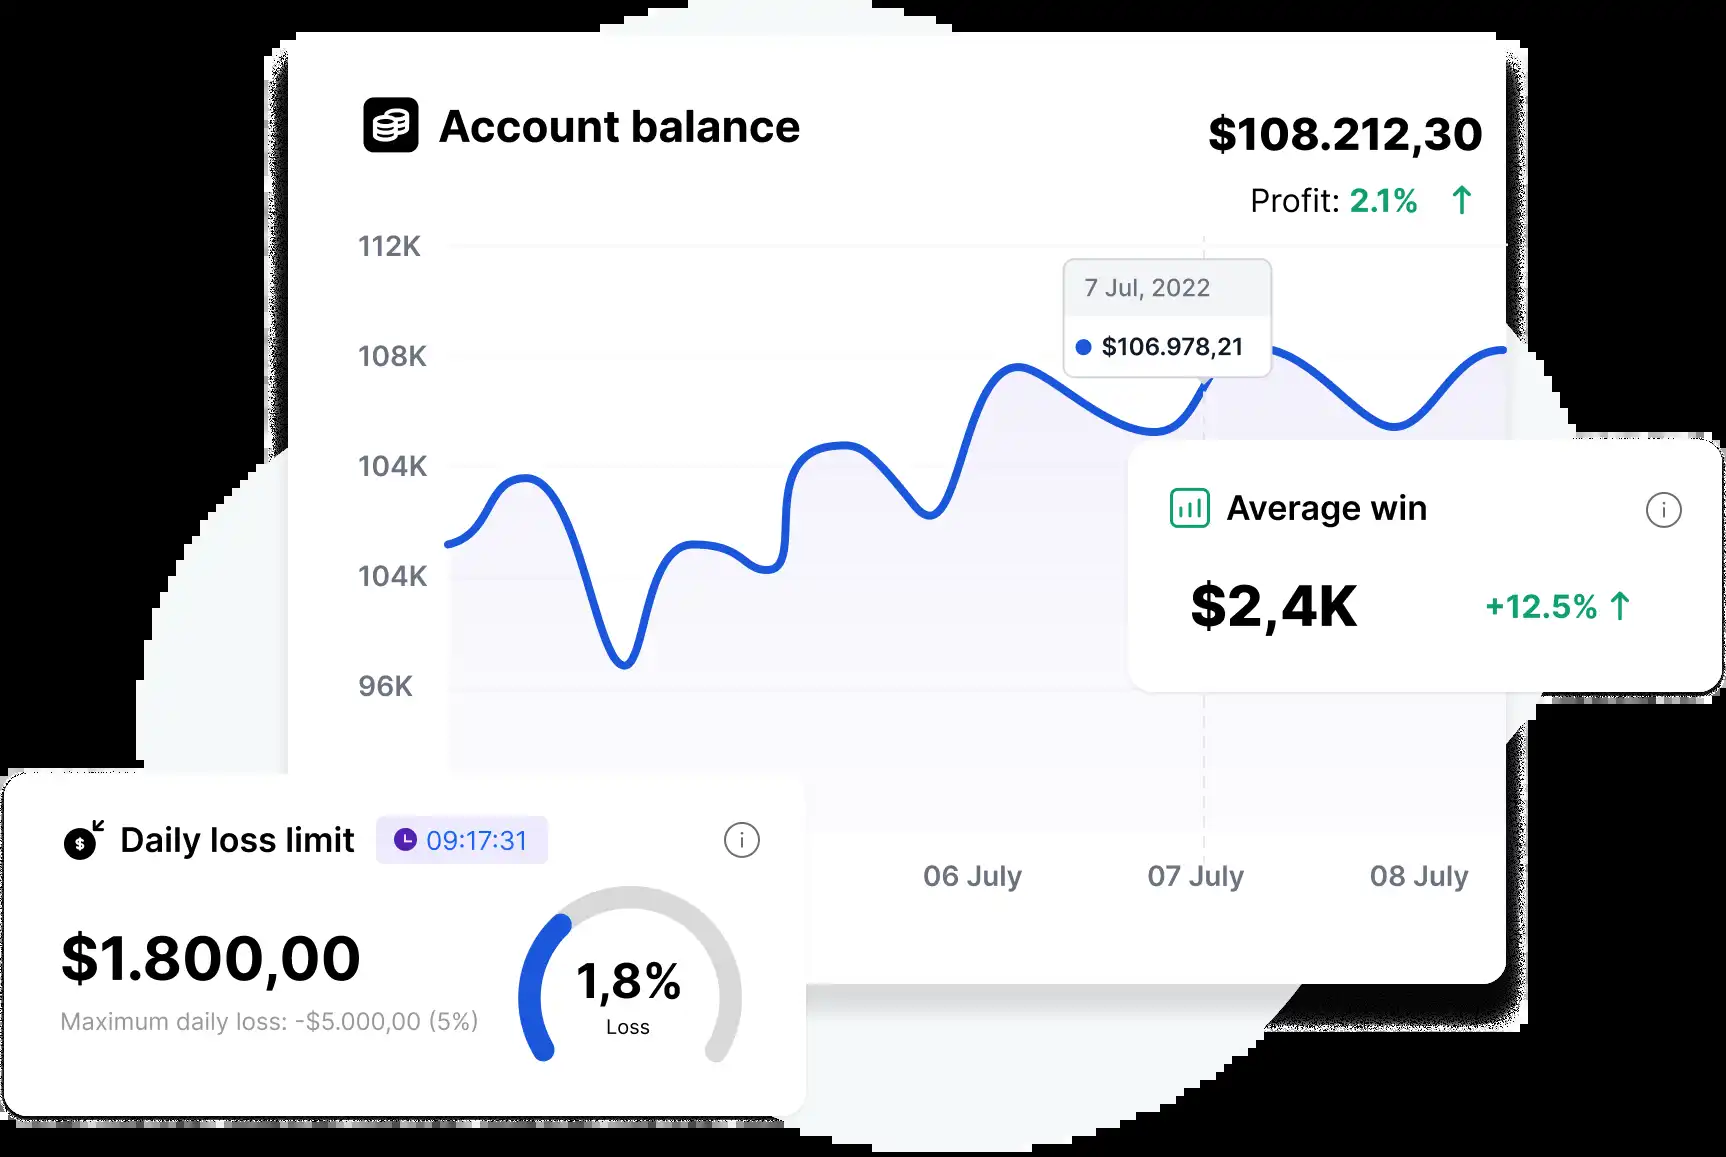 Account balance
$108.212,30
Profit: 2.1% ↑
112K
7 Jul, 2022
$106.978,21
108K
104K
104K
96K
Average win
$2,4K
+12.5% ↑
Daily loss limit
09:17:31
$1.800,00
Maximum daily loss: -$5.000,00 (5%)
1,8%
Loss
06 July
07 July
08 July